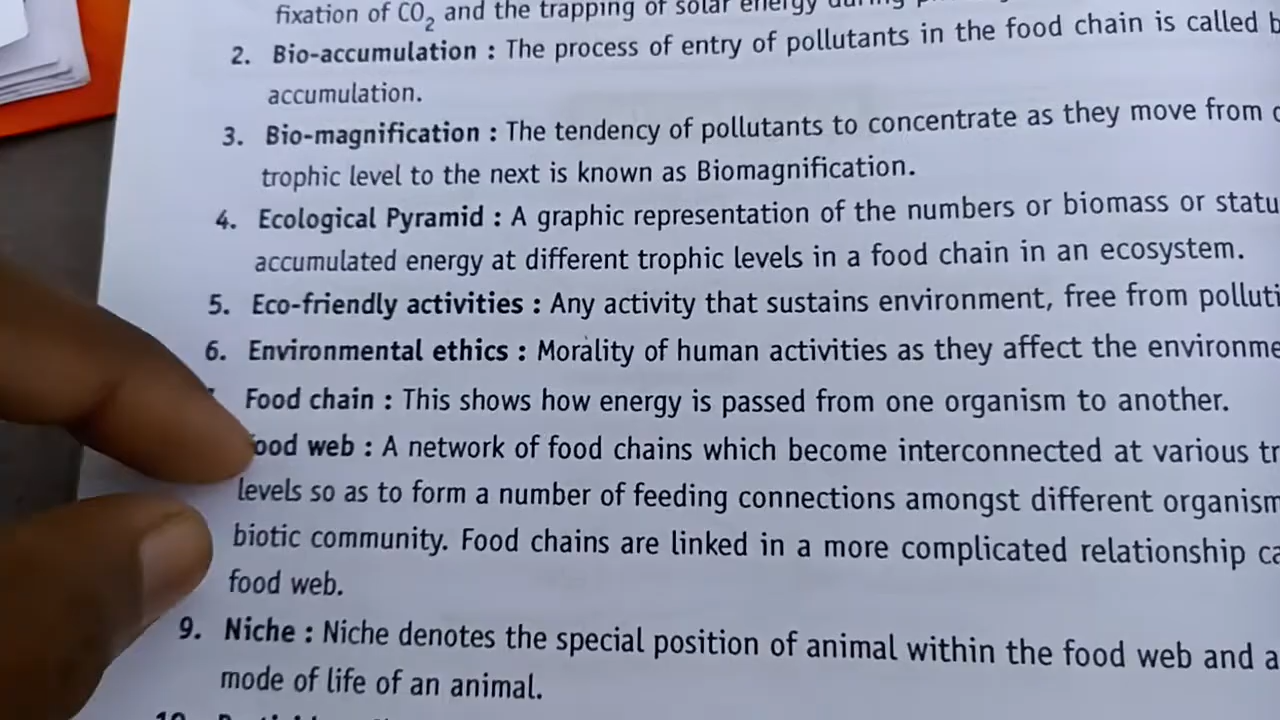 fixation of CO₂ and the trapping of solar energy during
2. Bio-accumulation : The process of entry of pollutants in the food chain is called
accumulation.
3. Bio-magnification : The tendency of pollutants to concentrate as they move from
trophic level to the next is known as Biomagnification.
4. Ecological Pyramid : A graphic representation of the numbers or biomass or
accumulated energy at different trophic levels in a food chain in an ecosystem.
5. Eco-friendly activities : Any activity that sustains environment, free from
6. Environmental ethics : Morality of human activities as they affect the
Food chain : This shows how energy is passed from one organism to another.
ood web : A network of food chains which become interconnected at various
levels so as to form a number of feeding connections amongst different organism
biotic community. Food chains are linked in a more complicated relationship
food web.
9. Niche : Niche denotes the special position of animal within the food web and a
mode of life of an animal.